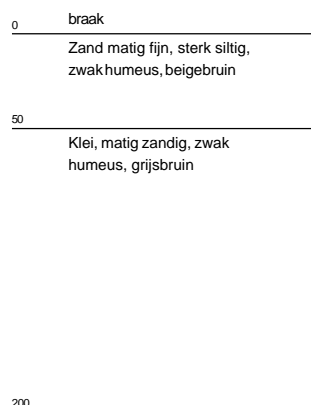 0 braak
Zand matig fijn, sterk siltig,
zwak humeus, beigebruin
50
Klei, matig zandig, zwak
humeus, grijsbruin
200